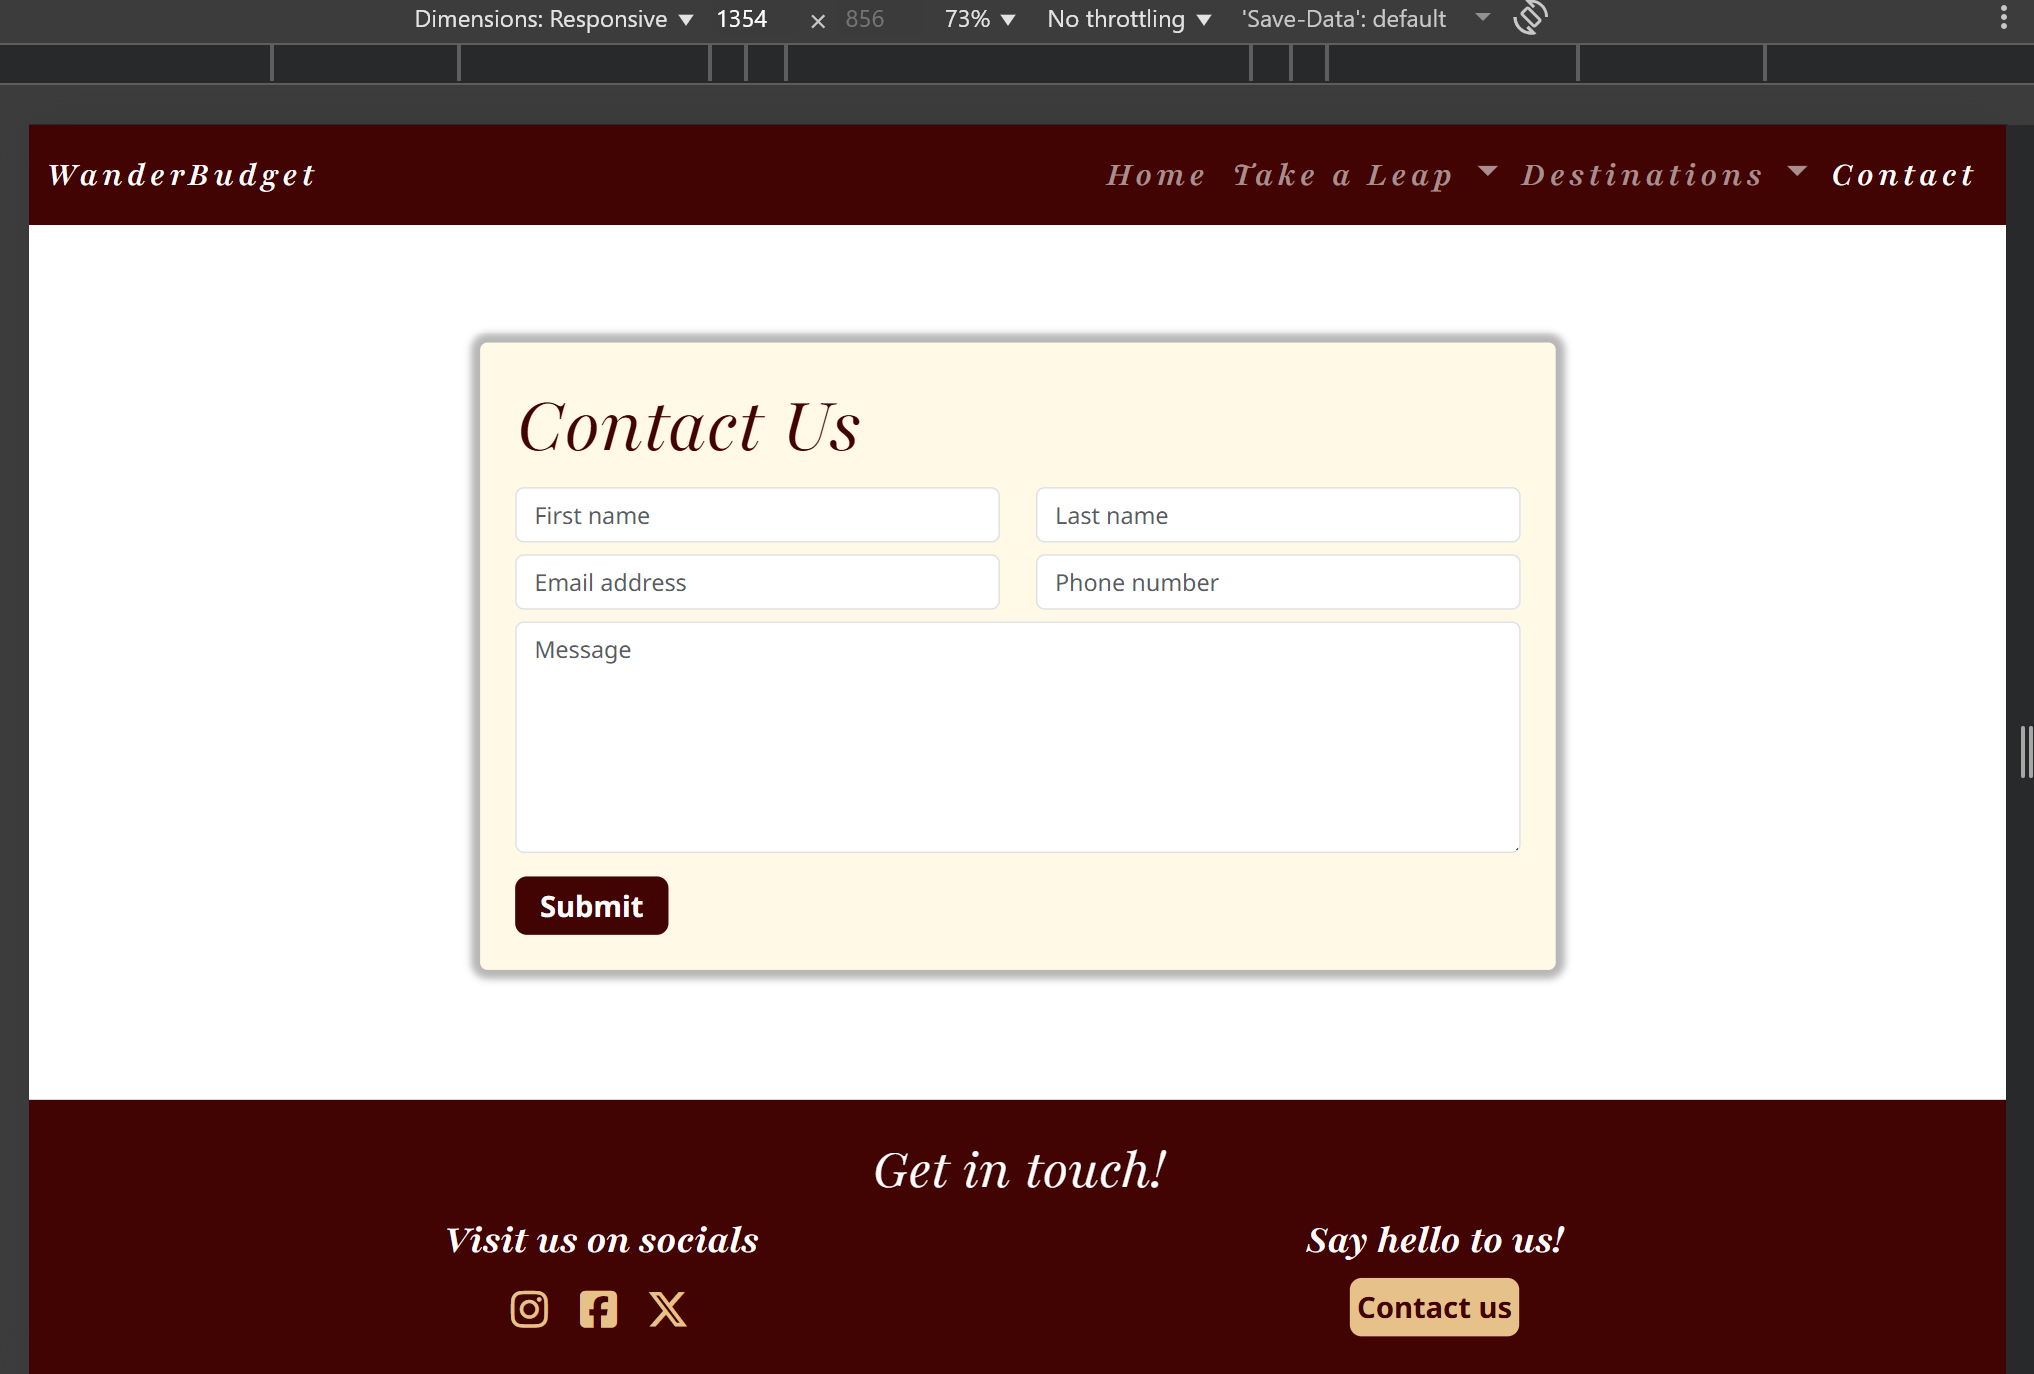 Dimensions: Responsive 1354 × 856 73% No throttling 'Save-Data': default
WanderBudget Home Take a Leap Destinations Contact
Contact Us
First name Last name
Email address Phone number
Message
Submit
Get in touch!
Visit us on socials Say hello to us!
Contact us